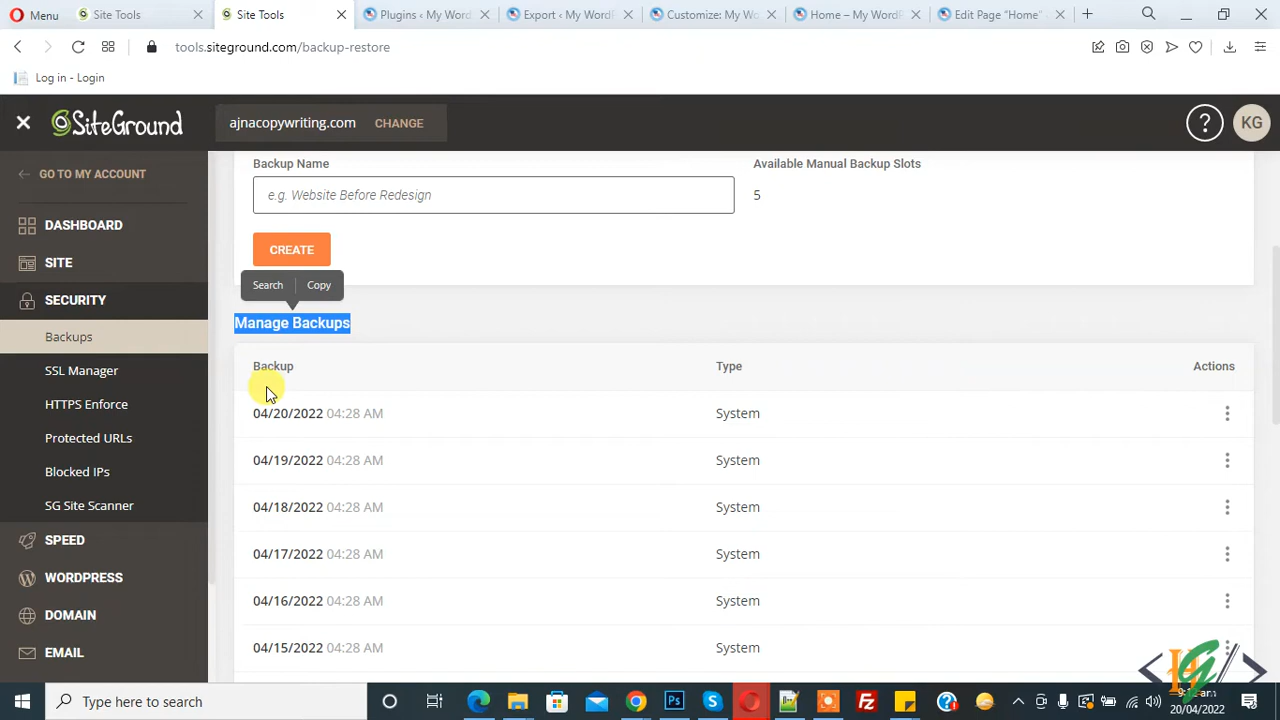 Menu
Site Tools
Site Tools
Plugins ‹ My Word
Export ‹ My WordP
Customize: My Wo
Home – My WordP
Edit Page "Home"
tools.siteground.com/backup-restore
Log in - Login
SiteGround
ajnacopywriting.com CHANGE
?
KG
GO TO MY ACCOUNT
DASHBOARD
SITE
SECURITY
Backups
SSL Manager
HTTPS Enforce
Protected URLs
Blocked IPs
SG Site Scanner
SPEED
WORDPRESS
DOMAIN
EMAIL
Backup Name
Available Manual Backup Slots
e.g. Website Before Redesign
5
CREATE
Search Copy
Manage Backups
Backup Type Actions
04/20/2022 04:28 AM System
04/19/2022 04:28 AM System
04/18/2022 04:28 AM System
04/17/2022 04:28 AM System
04/16/2022 04:28 AM System
04/15/2022 04:28 AM System
Type here to search
20/04/2022